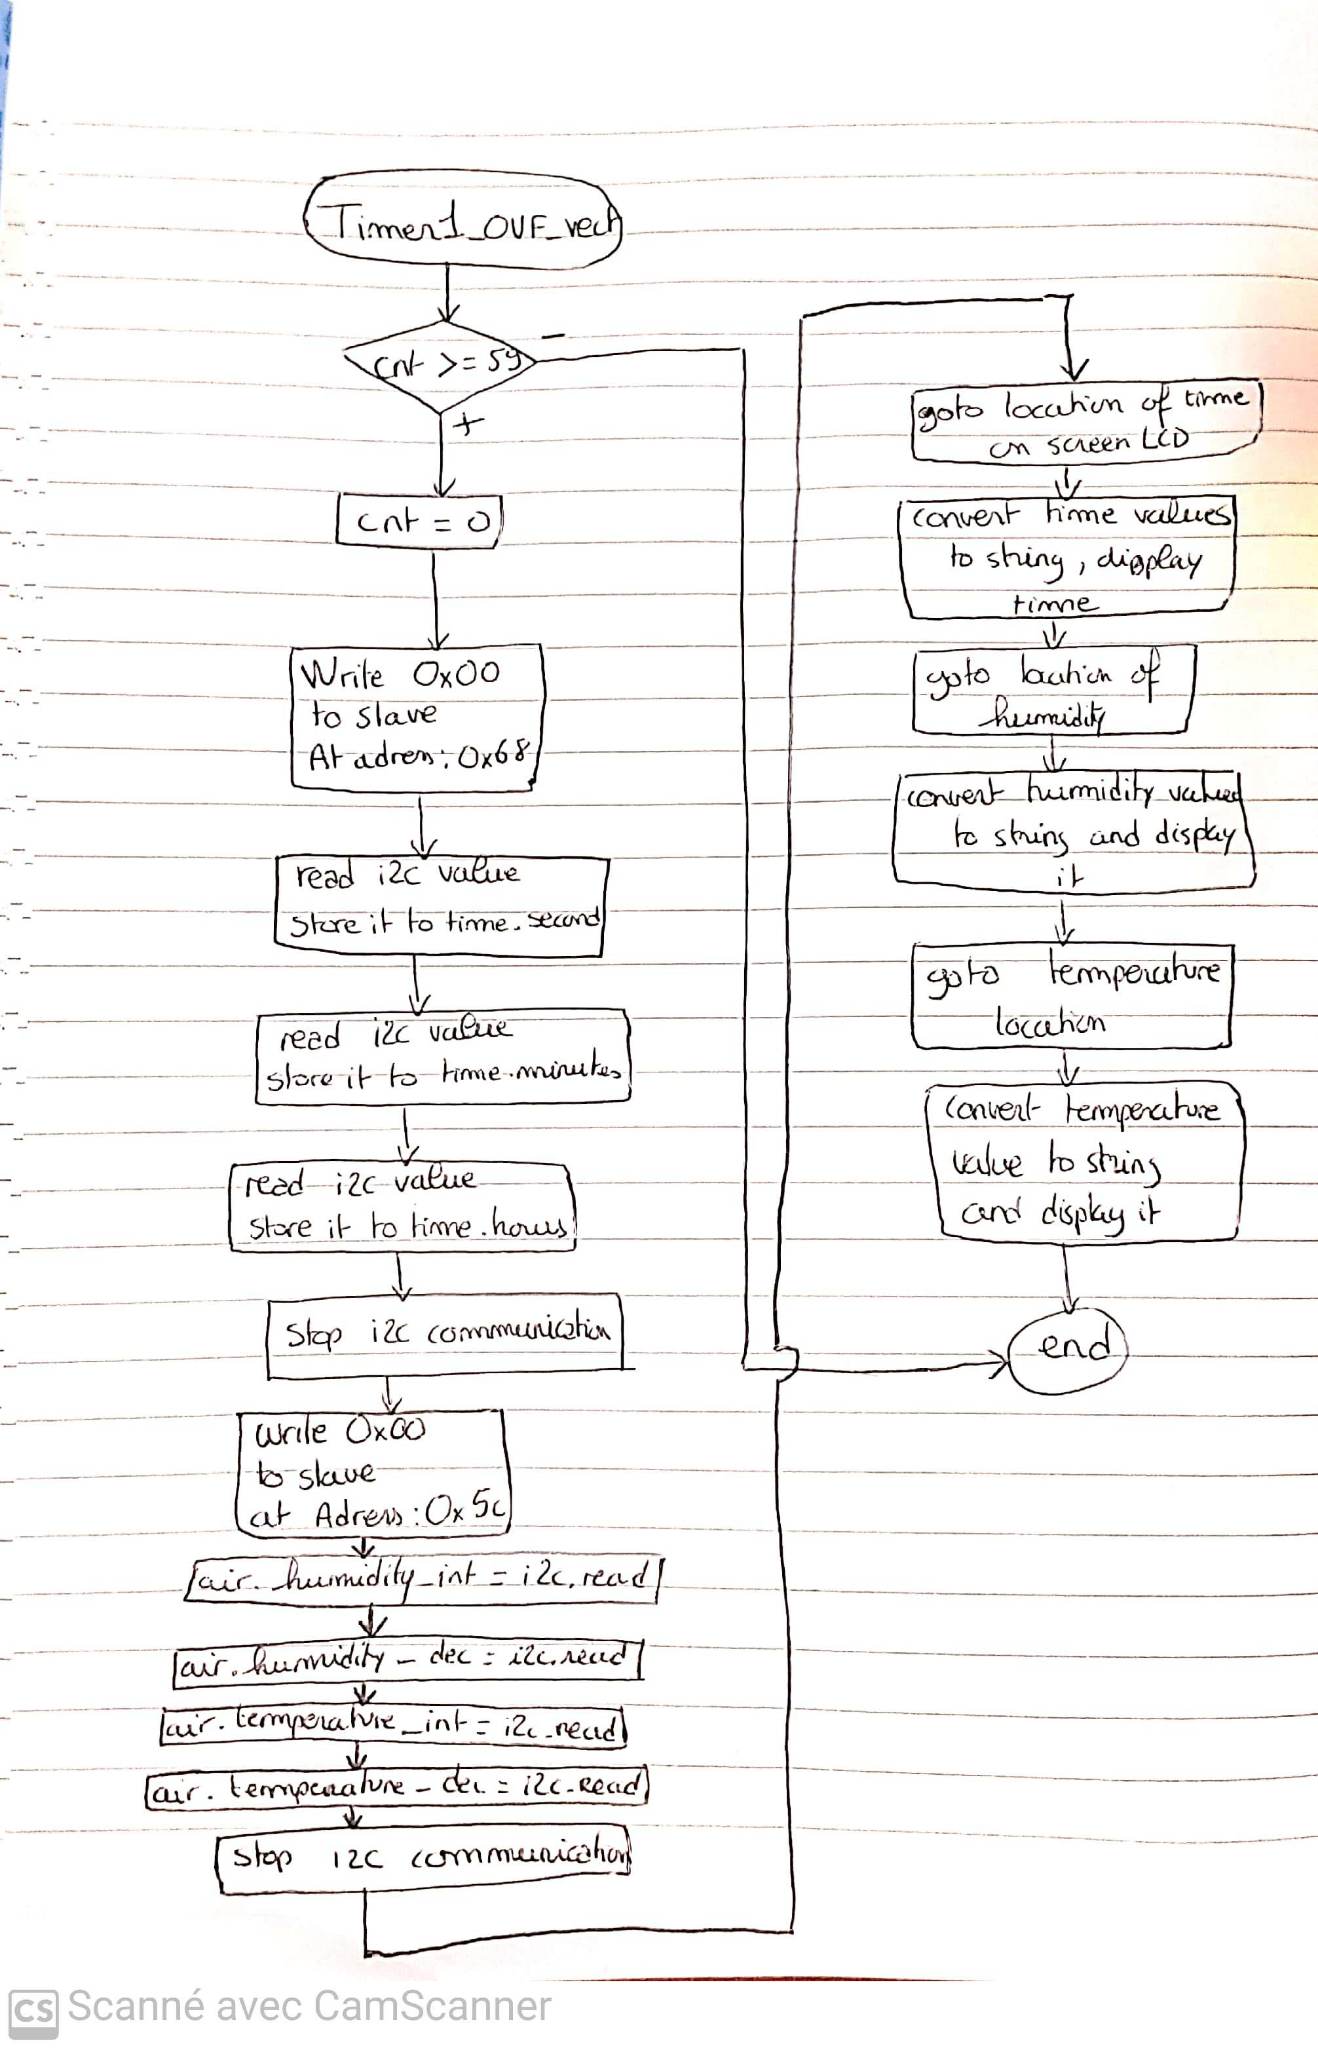 Timer1_OVF_vect
cnt >= 59
-
+
cnt = 0
Write 0x00
to slave
At adress: 0x68
read i2c value
store it to time.second
read i2c value
store it to time.minutes
read i2c value
store it to time.hours
Stop i2c communication
write 0x00
to slave
at Adress: 0x5c
air.humidity_int = i2c.read
air.humidity_dec = i2c.read
air.temperature_int = i2c.read
air.temperature_dec = i2c.Read
stop i2c communication
goto location of time
on screen LCD
convert time values
to string, display
time
goto location of
humidity
convert humidity valued
to string and display
it
goto temperature
location
convert temperature
value to string
and display it
end
CS Scanné avec CamScanner